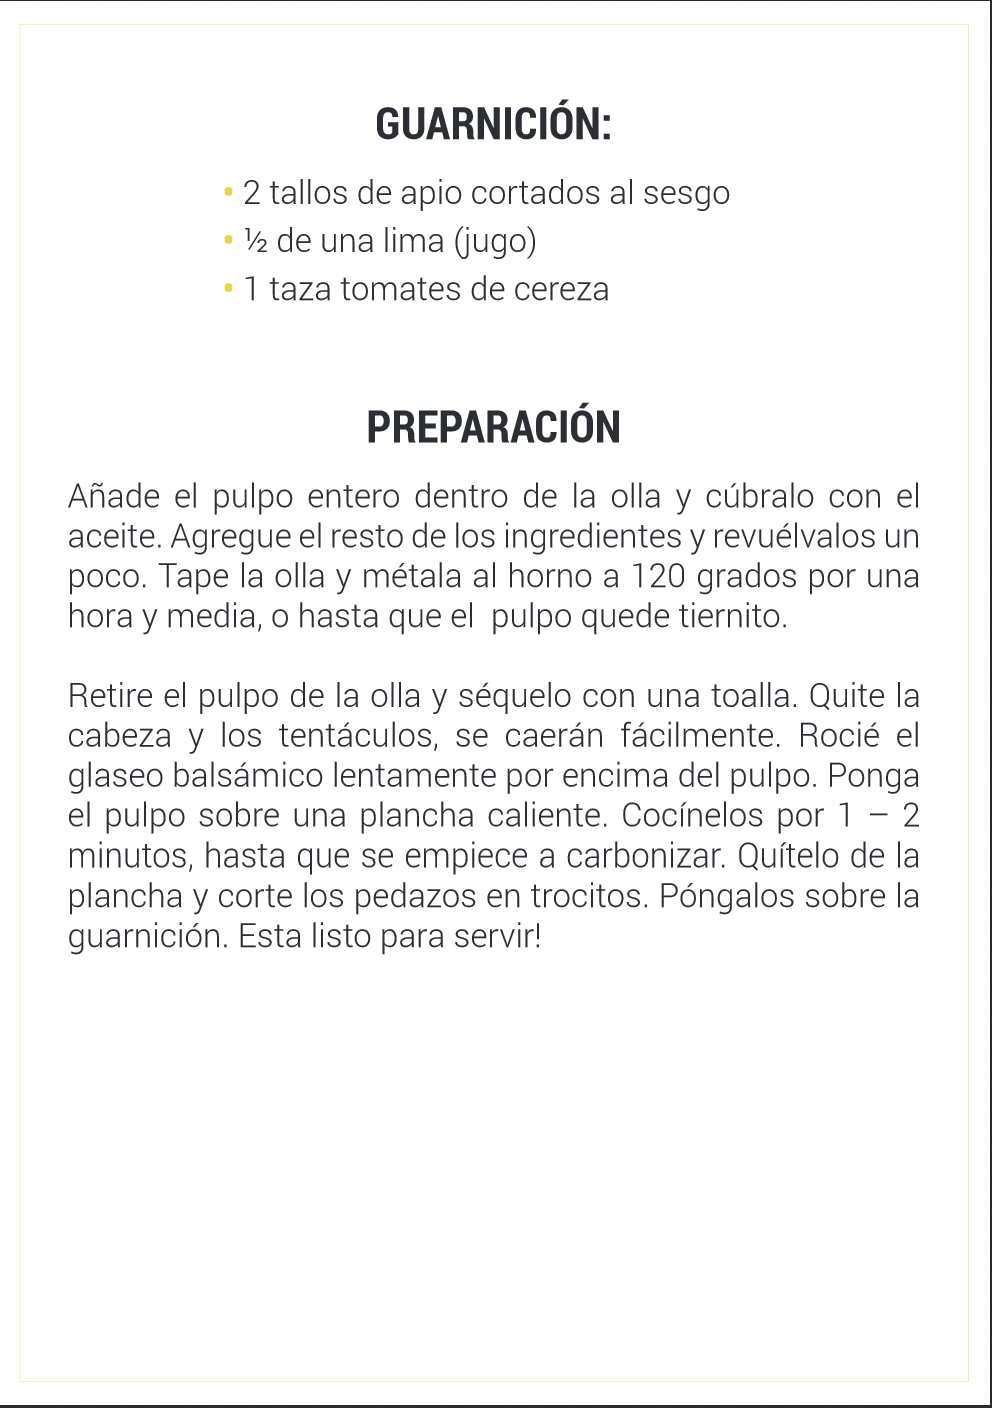 GUARNICIÓN:
• 2 tallos de apio cortados al sesgo
• ½ de una lima (jugo)
• 1 taza tomates de cereza
PREPARACIÓN
Añade el pulpo entero dentro de la olla y cúbralo con el
aceite. Agregue el resto de los ingredientes y revuélvalos un
poco. Tape la olla y métala al horno a 120 grados por una
hora y media, o hasta que el  pulpo quede tiernito.
Retire el pulpo de la olla y séquelo con una toalla. Quite la
cabeza y los tentáculos, se caerán fácilmente. Rocié el
glaseo balsámico lentamente por encima del pulpo. Ponga
el pulpo sobre una plancha caliente. Cocínelos por 1 – 2
minutos, hasta que se empiece a carbonizar. Quítelo de la
plancha y corte los pedazos en trocitos. Póngalos sobre la
guarnición. Esta listo para servir!